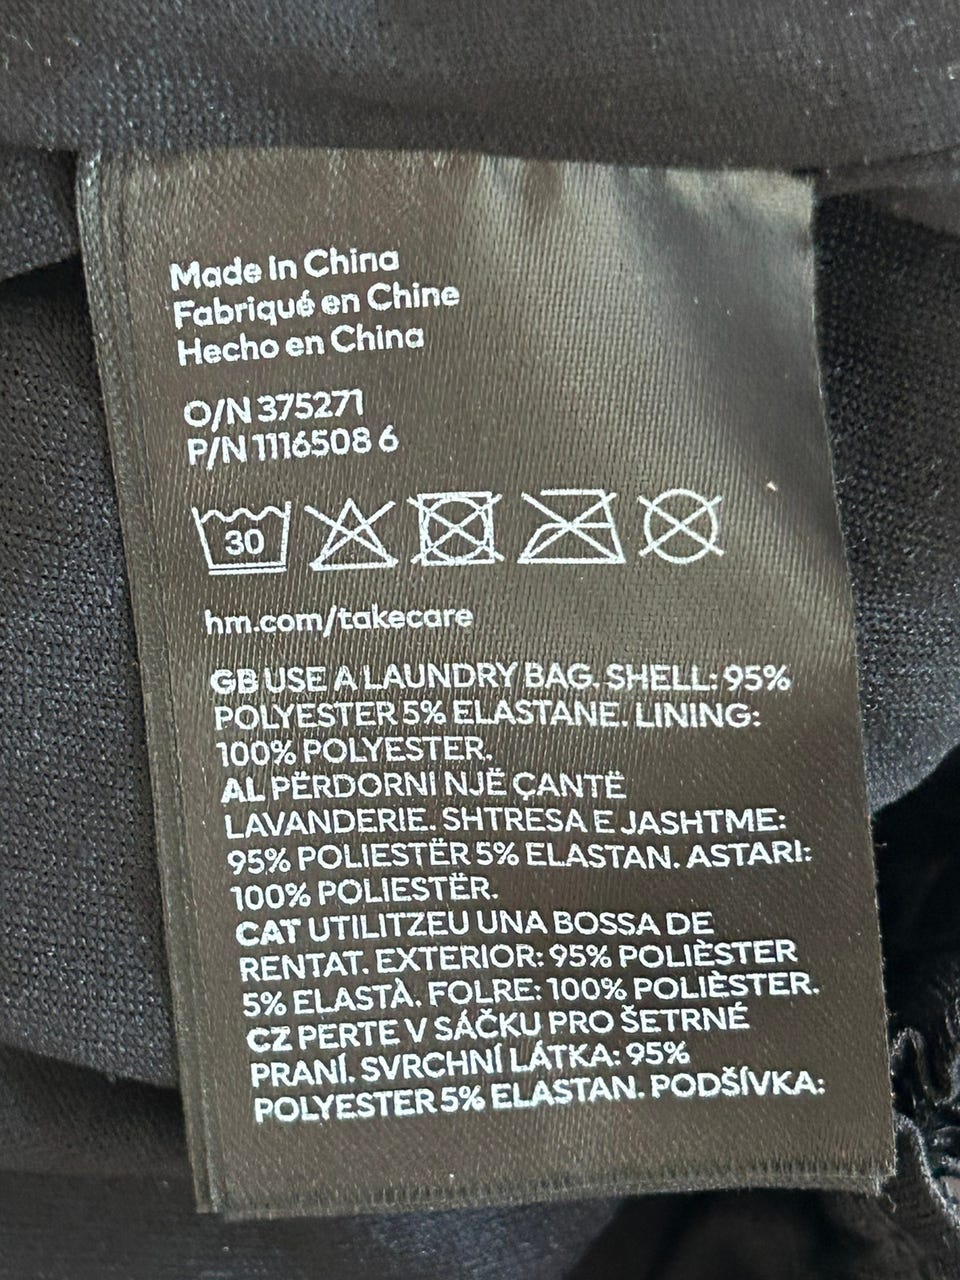 Made in China
Fabriqué en Chine
Hecho en China
O/N 375271
P/N 1116508 6
30
hm.com/takecare
GB USE A LAUNDRY BAG. SHELL: 95%
POLYESTER 5% ELASTANE. LINING:
100% POLYESTER.
AL PËRDORNI NJË ÇANTË
LAVANDERIE. SHTRESA E JASHTME:
95% POLIESTËR 5% ELASTAN. ASTARI:
100% POLIESTËR.
CAT UTILITZEU UNA BOSSA DE
RENTAT. EXTERIOR: 95% POLIÈSTER
5% ELASTÀ. FOLRE: 100% POLIÈSTER.
CZ PERTE V SÁČKU PRO ŠETRNÉ
PRANÍ. SVRCHNÍ LÁTKA: 95%
POLYESTER 5% ELASTAN. PODŠÍVKA: